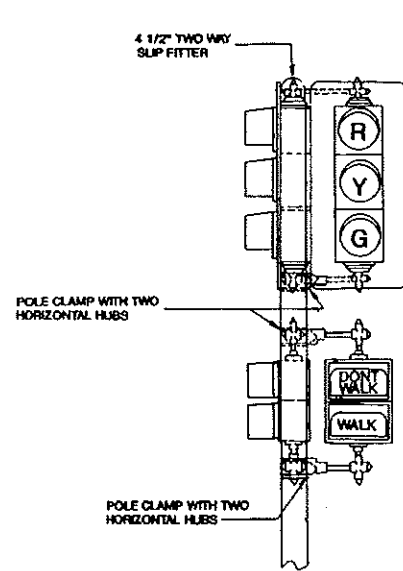 4 1/2" TWO WAY
SLIP FITTER
R
Y
G
POLE CLAMP WITH TWO
HORIZONTAL HUBS
DONT
WALK
WALK
POLE CLAMP WITH TWO
HORIZONTAL HUBS